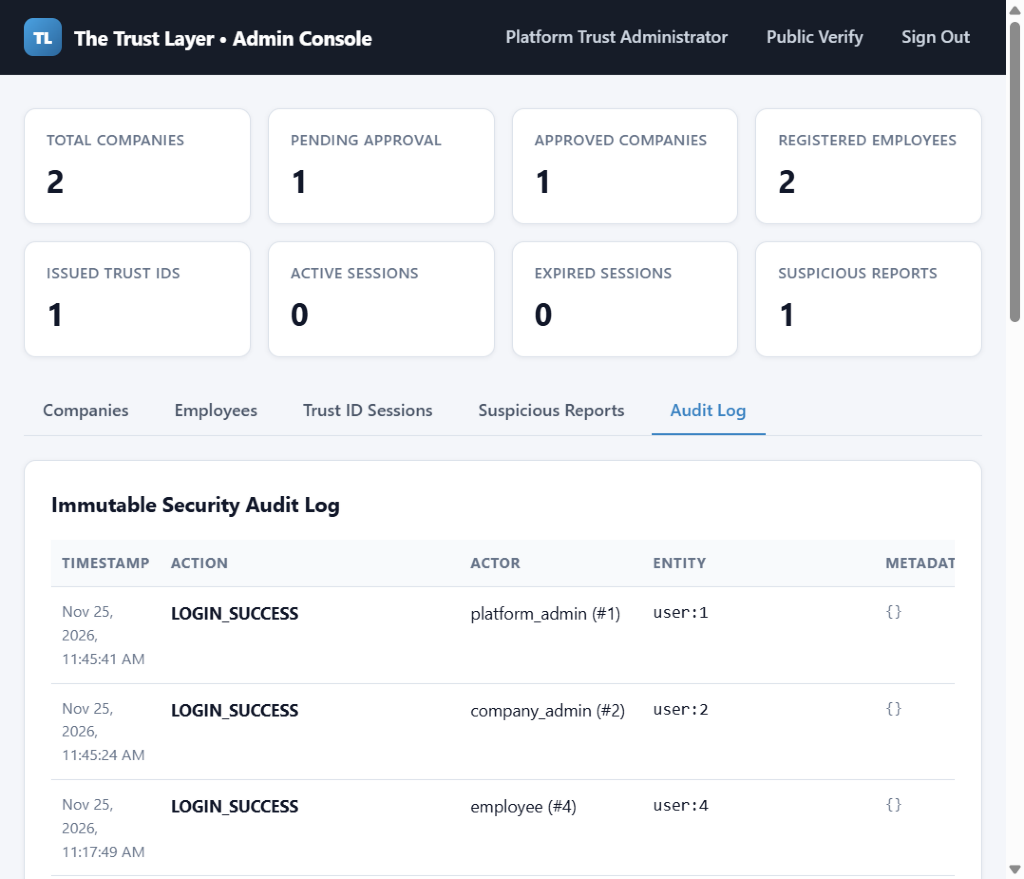 TL The Trust Layer • Admin Console Platform Trust Administrator Public Verify Sign Out
TOTAL COMPANIES PENDING APPROVAL APPROVED COMPANIES REGISTERED EMPLOYEES
2 1 1 2
ISSUED TRUST IDS ACTIVE SESSIONS EXPIRED SESSIONS SUSPICIOUS REPORTS
1 0 0 1
Companies Employees Trust ID Sessions Suspicious Reports Audit Log
Immutable Security Audit Log
TIMESTAMP ACTION ACTOR ENTITY METADAT
Nov 25,
2026,
11:45:41 AM LOGIN_SUCCESS platform_admin (#1) user:1 {}
Nov 25,
2026,
11:45:24 AM LOGIN_SUCCESS company_admin (#2) user:2 {}
Nov 25,
2026,
11:17:49 AM LOGIN_SUCCESS employee (#4) user:4 {}